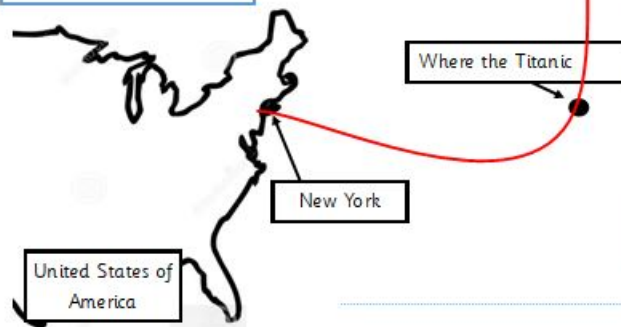 Where the Titanic
New York
United States of
America